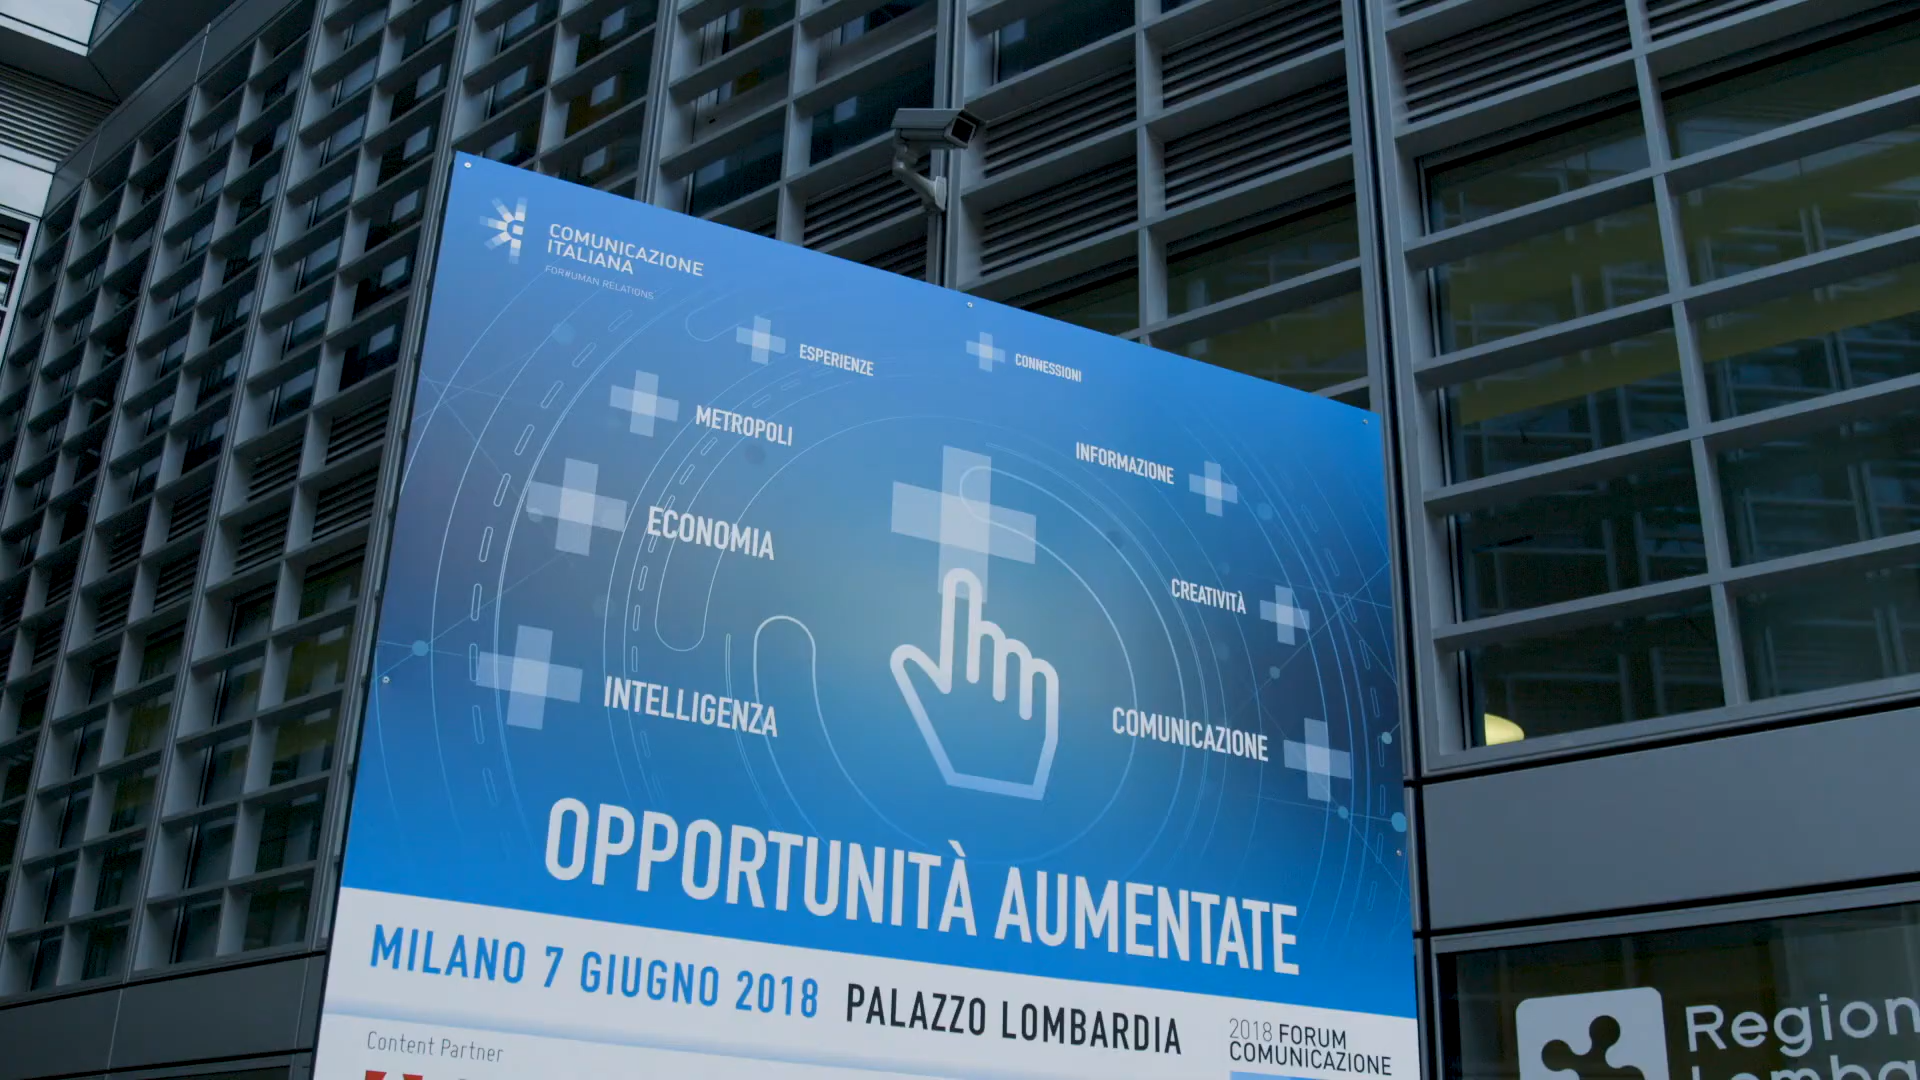 COMUNICAZIONE
ITALIANA
FOR#UMAN RELATIONS
ESPERIENZE
CONNESSIONI
METROPOLI
INFORMAZIONE
ECONOMIA
CREATIVITÀ
INTELLIGENZA
COMUNICAZIONE
OPPORTUNITÀ AUMENTATE
MILANO 7 GIUGNO 2018 PALAZZO LOMBARDIA
2018 FORUM
COMUNICAZIONE
Content Partner
Region
Lomba